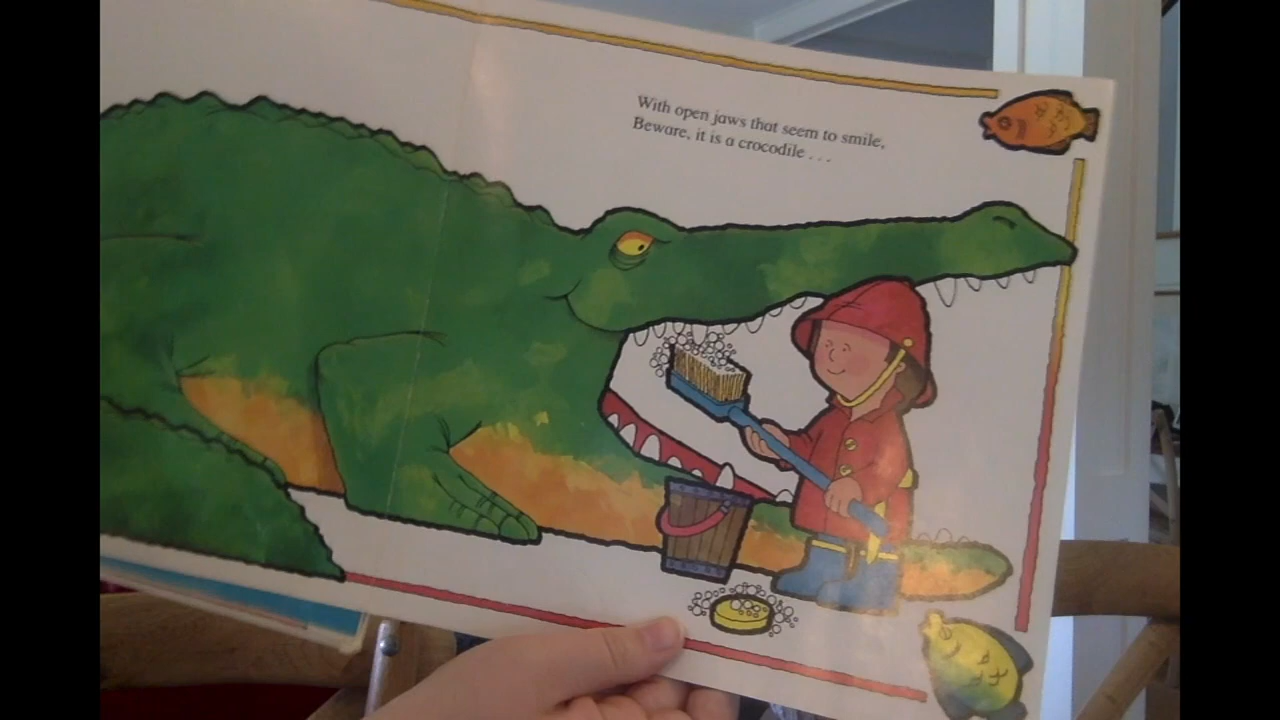 With open jaws that seem to smile,
Beware, it is a crocodile . . .